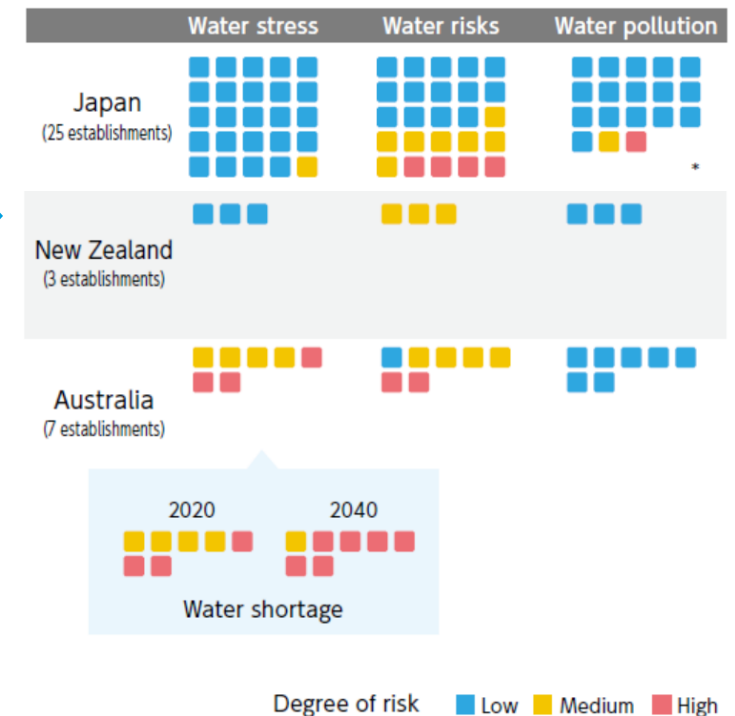 Water stress Water risks Water pollution
Japan
(25 establishments)
*
New Zealand
(3 establishments)
Australia
(7 establishments)
2020 2040
Water shortage
Degree of risk Low Medium High